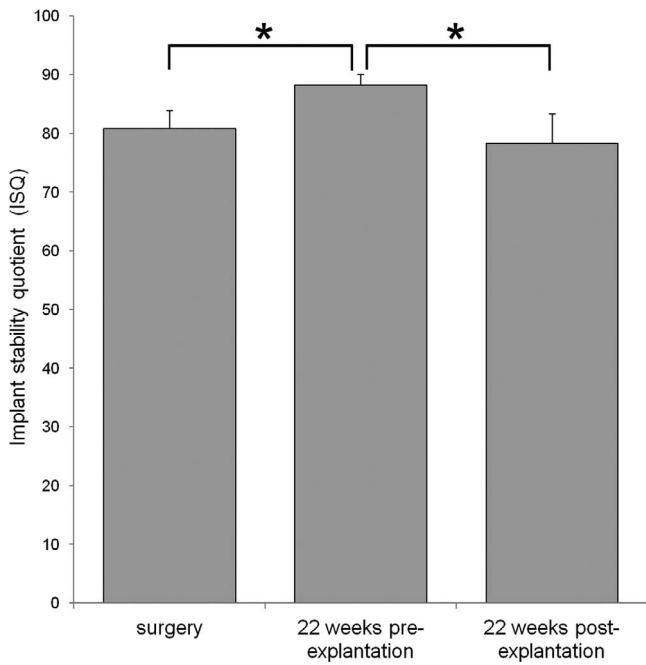 100
90
80
70
60
50
40
30
20
10
0
Implant stability quotient (ISQ)
*
*
surgery
22 weeks pre-
explantation
22 weeks post-
explantation